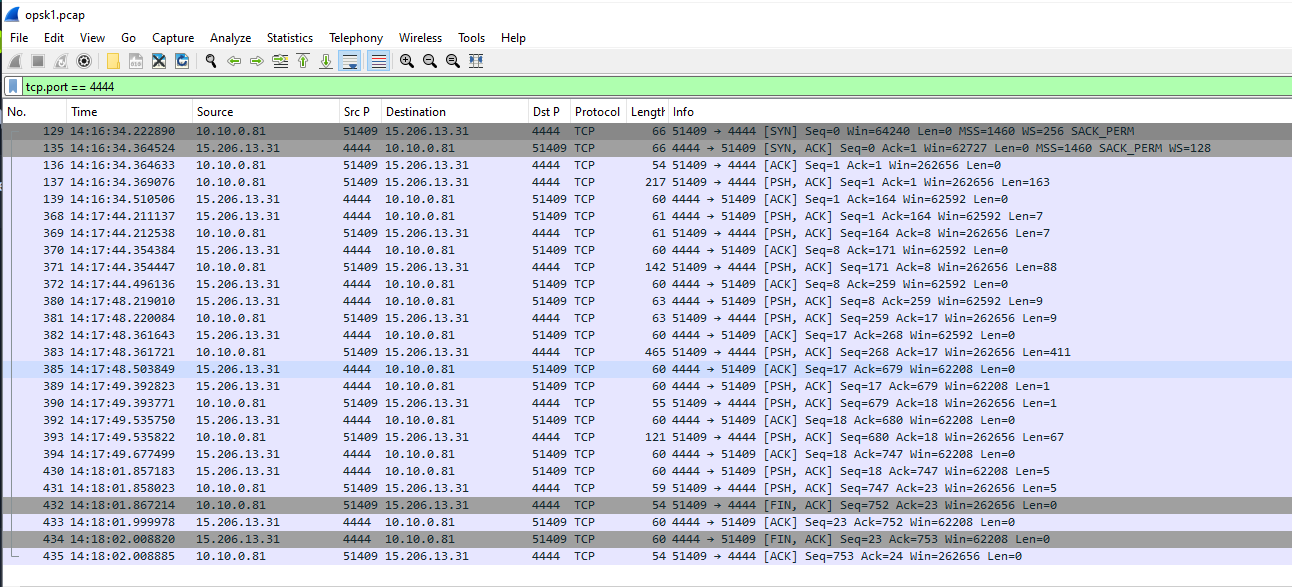 opsk1.pcap
File Edit View Go Capture Analyze Statistics Telephony Wireless Tools Help
tcp.port == 4444
No. Time Source Src P Destination Dst P Protocol Length Info
129 14:16:34.222890 10.10.0.81 51409 15.206.13.31 4444 TCP 66 51409 → 4444 [SYN] Seq=0 Win=64240 Len=0 MSS=1460 WS=256 SACK_PERM
135 14:16:34.364524 15.206.13.31 4444 10.10.0.81 51409 TCP 66 4444 → 51409 [SYN, ACK] Seq=0 Ack=1 Win=62727 Len=0 MSS=1460 SACK_PERM WS=128
136 14:16:34.364633 10.10.0.81 51409 15.206.13.31 4444 TCP 54 51409 → 4444 [ACK] Seq=1 Ack=1 Win=262656 Len=0
137 14:16:34.369076 10.10.0.81 51409 15.206.13.31 4444 TCP 217 51409 → 4444 [PSH, ACK] Seq=1 Ack=1 Win=262656 Len=163
139 14:16:34.510506 15.206.13.31 4444 10.10.0.81 51409 TCP 60 4444 → 51409 [ACK] Seq=1 Ack=164 Win=62592 Len=0
368 14:17:44.211137 15.206.13.31 4444 10.10.0.81 51409 TCP 61 4444 → 51409 [PSH, ACK] Seq=1 Ack=164 Win=62592 Len=7
369 14:17:44.212538 10.10.0.81 51409 15.206.13.31 4444 TCP 61 51409 → 4444 [PSH, ACK] Seq=164 Ack=8 Win=262656 Len=7
370 14:17:44.354384 15.206.13.31 4444 10.10.0.81 51409 TCP 60 4444 → 51409 [ACK] Seq=8 Ack=171 Win=62592 Len=0
371 14:17:44.354447 10.10.0.81 51409 15.206.13.31 4444 TCP 142 51409 → 4444 [PSH, ACK] Seq=171 Ack=8 Win=262656 Len=88
372 14:17:44.496136 15.206.13.31 4444 10.10.0.81 51409 TCP 60 4444 → 51409 [ACK] Seq=8 Ack=259 Win=62592 Len=0
380 14:17:48.219010 15.206.13.31 4444 10.10.0.81 51409 TCP 63 4444 → 51409 [PSH, ACK] Seq=8 Ack=259 Win=62592 Len=9
381 14:17:48.220084 10.10.0.81 51409 15.206.13.31 4444 TCP 63 51409 → 4444 [PSH, ACK] Seq=259 Ack=17 Win=262656 Len=9
382 14:17:48.361643 15.206.13.31 4444 10.10.0.81 51409 TCP 60 4444 → 51409 [ACK] Seq=17 Ack=268 Win=62592 Len=0
383 14:17:48.361721 10.10.0.81 51409 15.206.13.31 4444 TCP 465 51409 → 4444 [PSH, ACK] Seq=268 Ack=17 Win=262656 Len=411
385 14:17:48.503849 15.206.13.31 4444 10.10.0.81 51409 TCP 60 4444 → 51409 [ACK] Seq=17 Ack=679 Win=62208 Len=0
389 14:17:49.392823 15.206.13.31 4444 10.10.0.81 51409 TCP 60 4444 → 51409 [PSH, ACK] Seq=17 Ack=679 Win=62208 Len=1
390 14:17:49.393771 10.10.0.81 51409 15.206.13.31 4444 TCP 55 51409 → 4444 [PSH, ACK] Seq=679 Ack=18 Win=262656 Len=1
392 14:17:49.535750 15.206.13.31 4444 10.10.0.81 51409 TCP 60 4444 → 51409 [ACK] Seq=18 Ack=680 Win=62208 Len=0
393 14:17:49.535822 10.10.0.81 51409 15.206.13.31 4444 TCP 121 51409 → 4444 [PSH, ACK] Seq=680 Ack=18 Win=262656 Len=67
394 14:17:49.677499 15.206.13.31 4444 10.10.0.81 51409 TCP 60 4444 → 51409 [ACK] Seq=18 Ack=747 Win=62208 Len=0
430 14:18:01.857183 15.206.13.31 4444 10.10.0.81 51409 TCP 60 4444 → 51409 [PSH, ACK] Seq=18 Ack=747 Win=62208 Len=5
431 14:18:01.858023 10.10.0.81 51409 15.206.13.31 4444 TCP 59 51409 → 4444 [PSH, ACK] Seq=747 Ack=23 Win=262656 Len=5
432 14:18:01.867214 10.10.0.81 51409 15.206.13.31 4444 TCP 54 51409 → 4444 [FIN, ACK] Seq=752 Ack=23 Win=262656 Len=0
433 14:18:01.999978 15.206.13.31 4444 10.10.0.81 51409 TCP 60 4444 → 51409 [ACK] Seq=23 Ack=752 Win=62208 Len=0
434 14:18:02.008820 15.206.13.31 4444 10.10.0.81 51409 TCP 60 4444 → 51409 [FIN, ACK] Seq=23 Ack=753 Win=62208 Len=0
435 14:18:02.008885 10.10.0.81 51409 15.206.13.31 4444 TCP 54 51409 → 4444 [ACK] Seq=753 Ack=24 Win=262656 Len=0